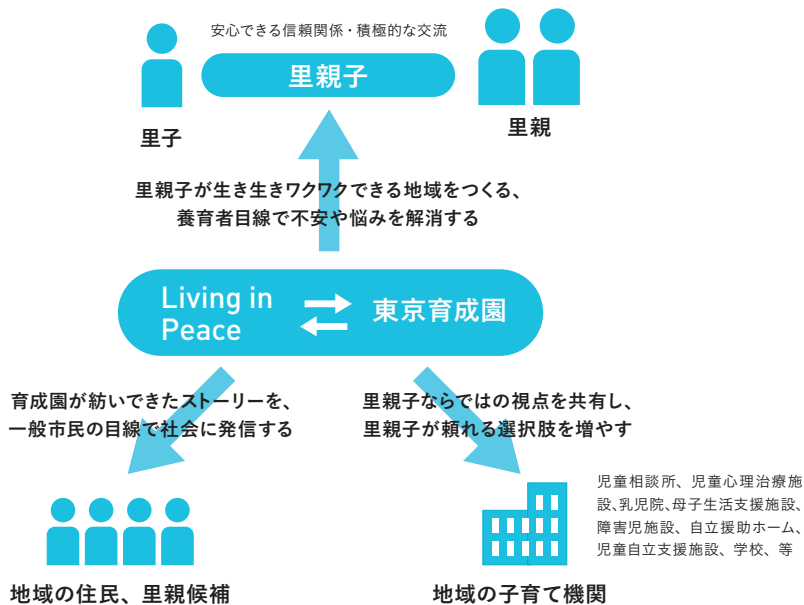 安心できる信頼関係・積極的な交流
里親子
里子
里親
里親子が生き生きワクワクできる地域をつくる、
養育者目線で不安や悩みを解消する
Living in
Peace
東京育成園
育成園が紡いできたストーリーを、
一般市民の目線で社会に発信する
里親子ならではの視点を共有し、
里親子が頼れる選択肢を増やす
児童相談所、児童心理治療施
設、乳児院、母子生活支援施設、
障害児施設、自立援助ホーム、
児童自立支援施設、学校、等
地域の住民、里親候補
地域の子育て機関